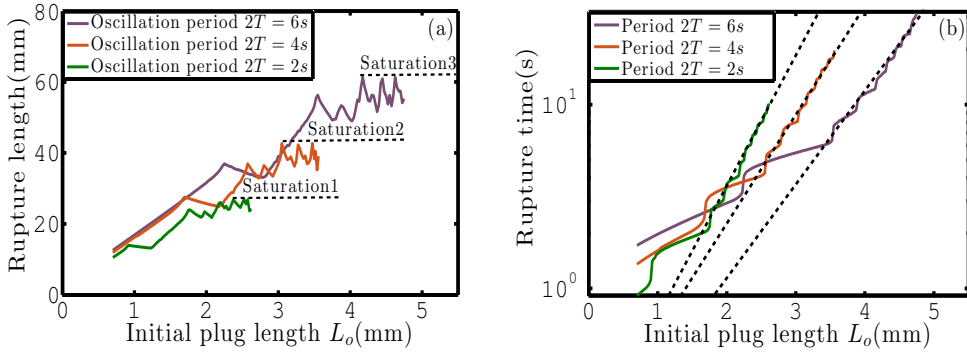 (a)
Oscillation period 2T = 6s
Oscillation period 2T = 4s
Oscillation period 2T = 2s
Saturation3
Saturation2
Saturation1
Rupture length(mm)
80
60
40
20
0
0 1 2 3 4 5
Initial plug length L_o(mm)
(b)
Period 2T = 6s
Period 2T = 4s
Period 2T = 2s
Rupture time(s)
10^1
10^0
0 1 2 3 4 5
Initial plug length L_o(mm)